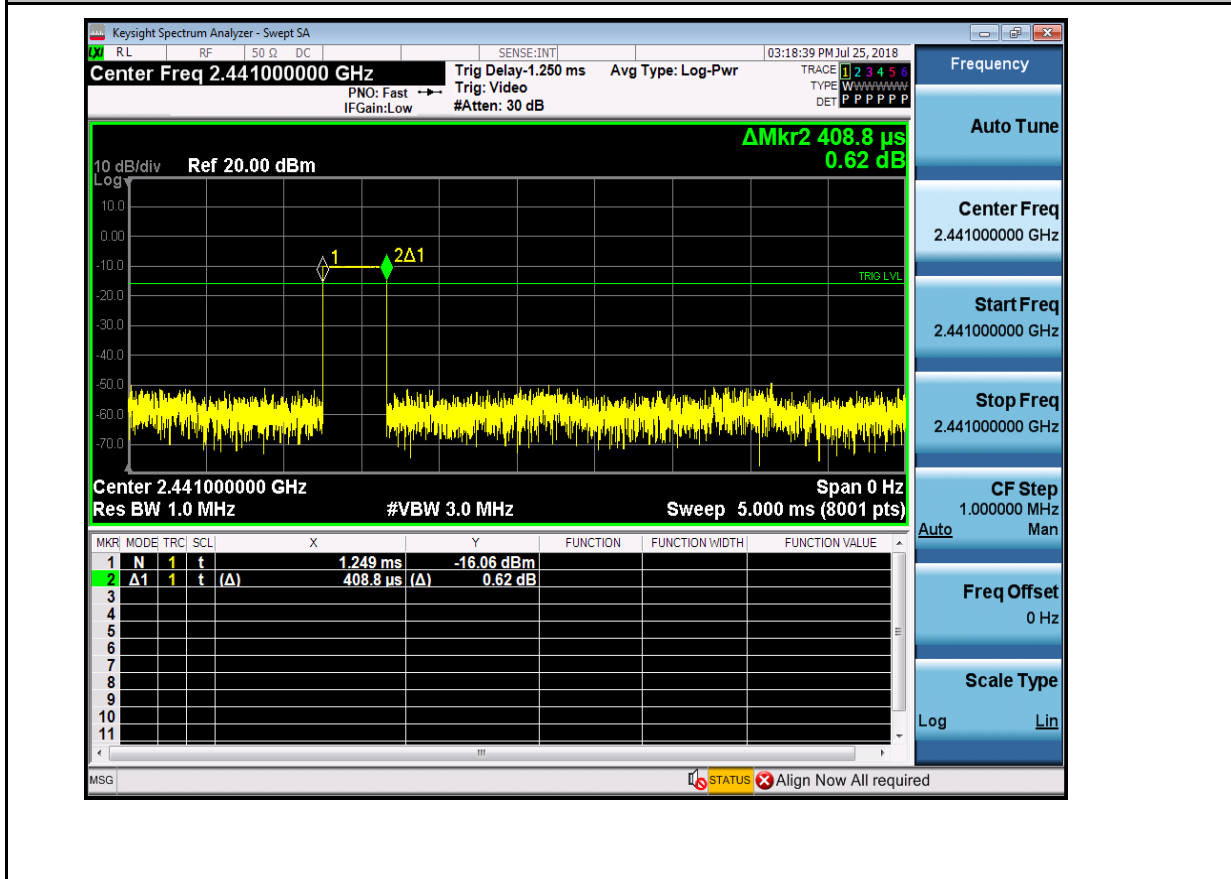 Keysight Spectrum Analyzer - Swept SA
LXI RL RF 50 Ω DC SENSE:INT 03:18:39 PM Jul 25, 2018
Center Freq 2.441000000 GHz
PNO: Fast
IFGain:Low
Trig Delay-1.250 ms
Trig: Video
#Atten: 30 dB
Avg Type: Log-Pwr
TRACE 1 2 3 4 5 6
TYPE WWWWWW
DET P P P P P P
ΔMkr2 408.8 µs
0.62 dB
10 dB/div Ref 20.00 dBm
Log
10.0
0.00
-10.0
-20.0
-30.0
-40.0
-50.0
-60.0
-70.0
1
2Δ1
TRIG LVL
Center 2.441000000 GHz Span 0 Hz
Res BW 1.0 MHz #VBW 3.0 MHz Sweep 5.000 ms (8001 pts)
MKR MODE TRC SCL X Y FUNCTION FUNCTION WIDTH FUNCTION VALUE
1 N 1 t 1.249 ms -16.06 dBm
2 Δ1 1 t (Δ) 408.8 µs (Δ) 0.62 dB
3
4
5
6
7
8
9
10
11
MSG STATUS Align Now All required
Frequency
Auto Tune
Center Freq
2.441000000 GHz
Start Freq
2.441000000 GHz
Stop Freq
2.441000000 GHz
CF Step
1.000000 MHz
Auto Man
Freq Offset
0 Hz
Scale Type
Log Lin